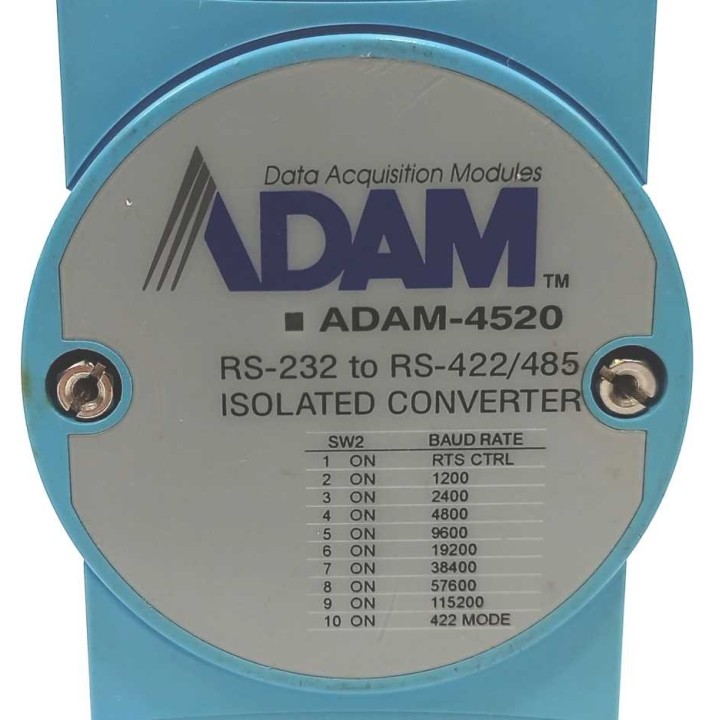 Data Acquisition Modules
ADAM™
■ ADAM-4520
RS-232 to RS-422/485
ISOLATED CONVERTER
SW2 BAUD RATE
1 ON RTS CTRL
2 ON 1200
3 ON 2400
4 ON 4800
5 ON 9600
6 ON 19200
7 ON 38400
8 ON 57600
9 ON 115200
10 ON 422 MODE